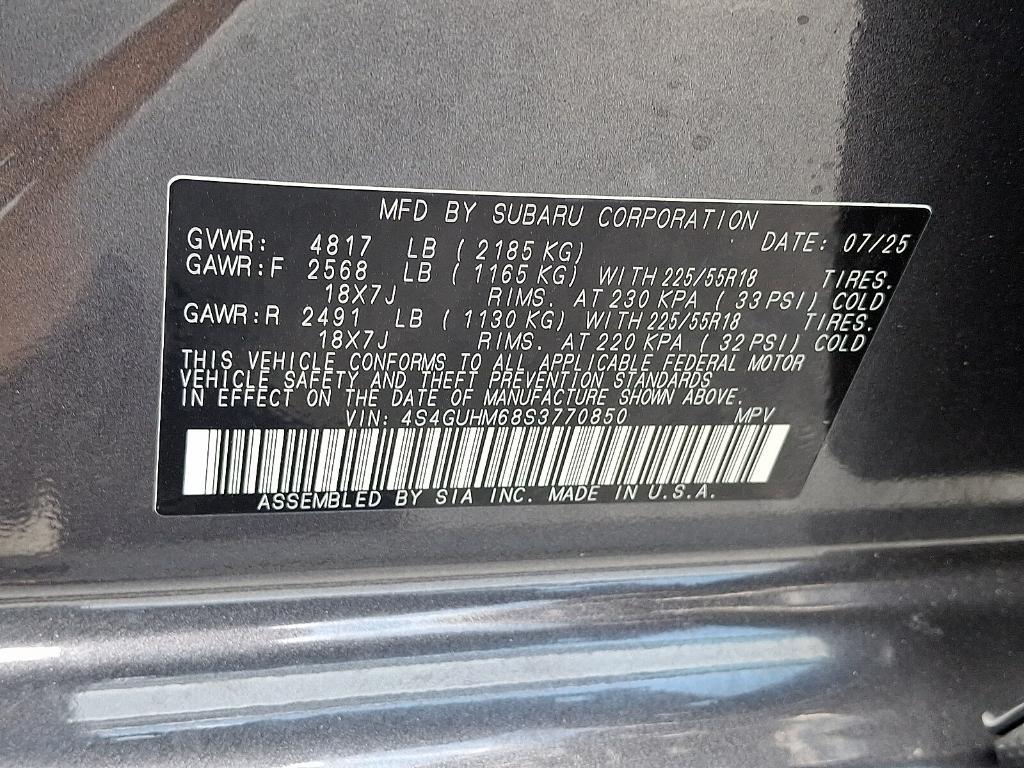 MFD BY SUBARU CORPORATION
GVWR: 4817 LB ( 2185 KG) DATE: 07/25
GAWR:F 2568 LB ( 1165 KG) WITH 225/55R18 TIRES.
18X7J RIMS. AT 230 KPA ( 33 PSI) COLD
GAWR:R 2491 LB ( 1130 KG) WITH 225/55R18 TIRES.
18X7J RIMS. AT 220 KPA ( 32 PSI) COLD
THIS VEHICLE CONFORMS TO ALL APPLICABLE FEDERAL MOTOR
VEHICLE SAFETY AND THEFT PREVENTION STANDARDS
IN EFFECT ON THE DATE OF MANUFACTURE SHOWN ABOVE.
VIN: 4S4GUHM68S3770850 MPV
ASSEMBLED BY SIA INC. MADE IN U.S.A.